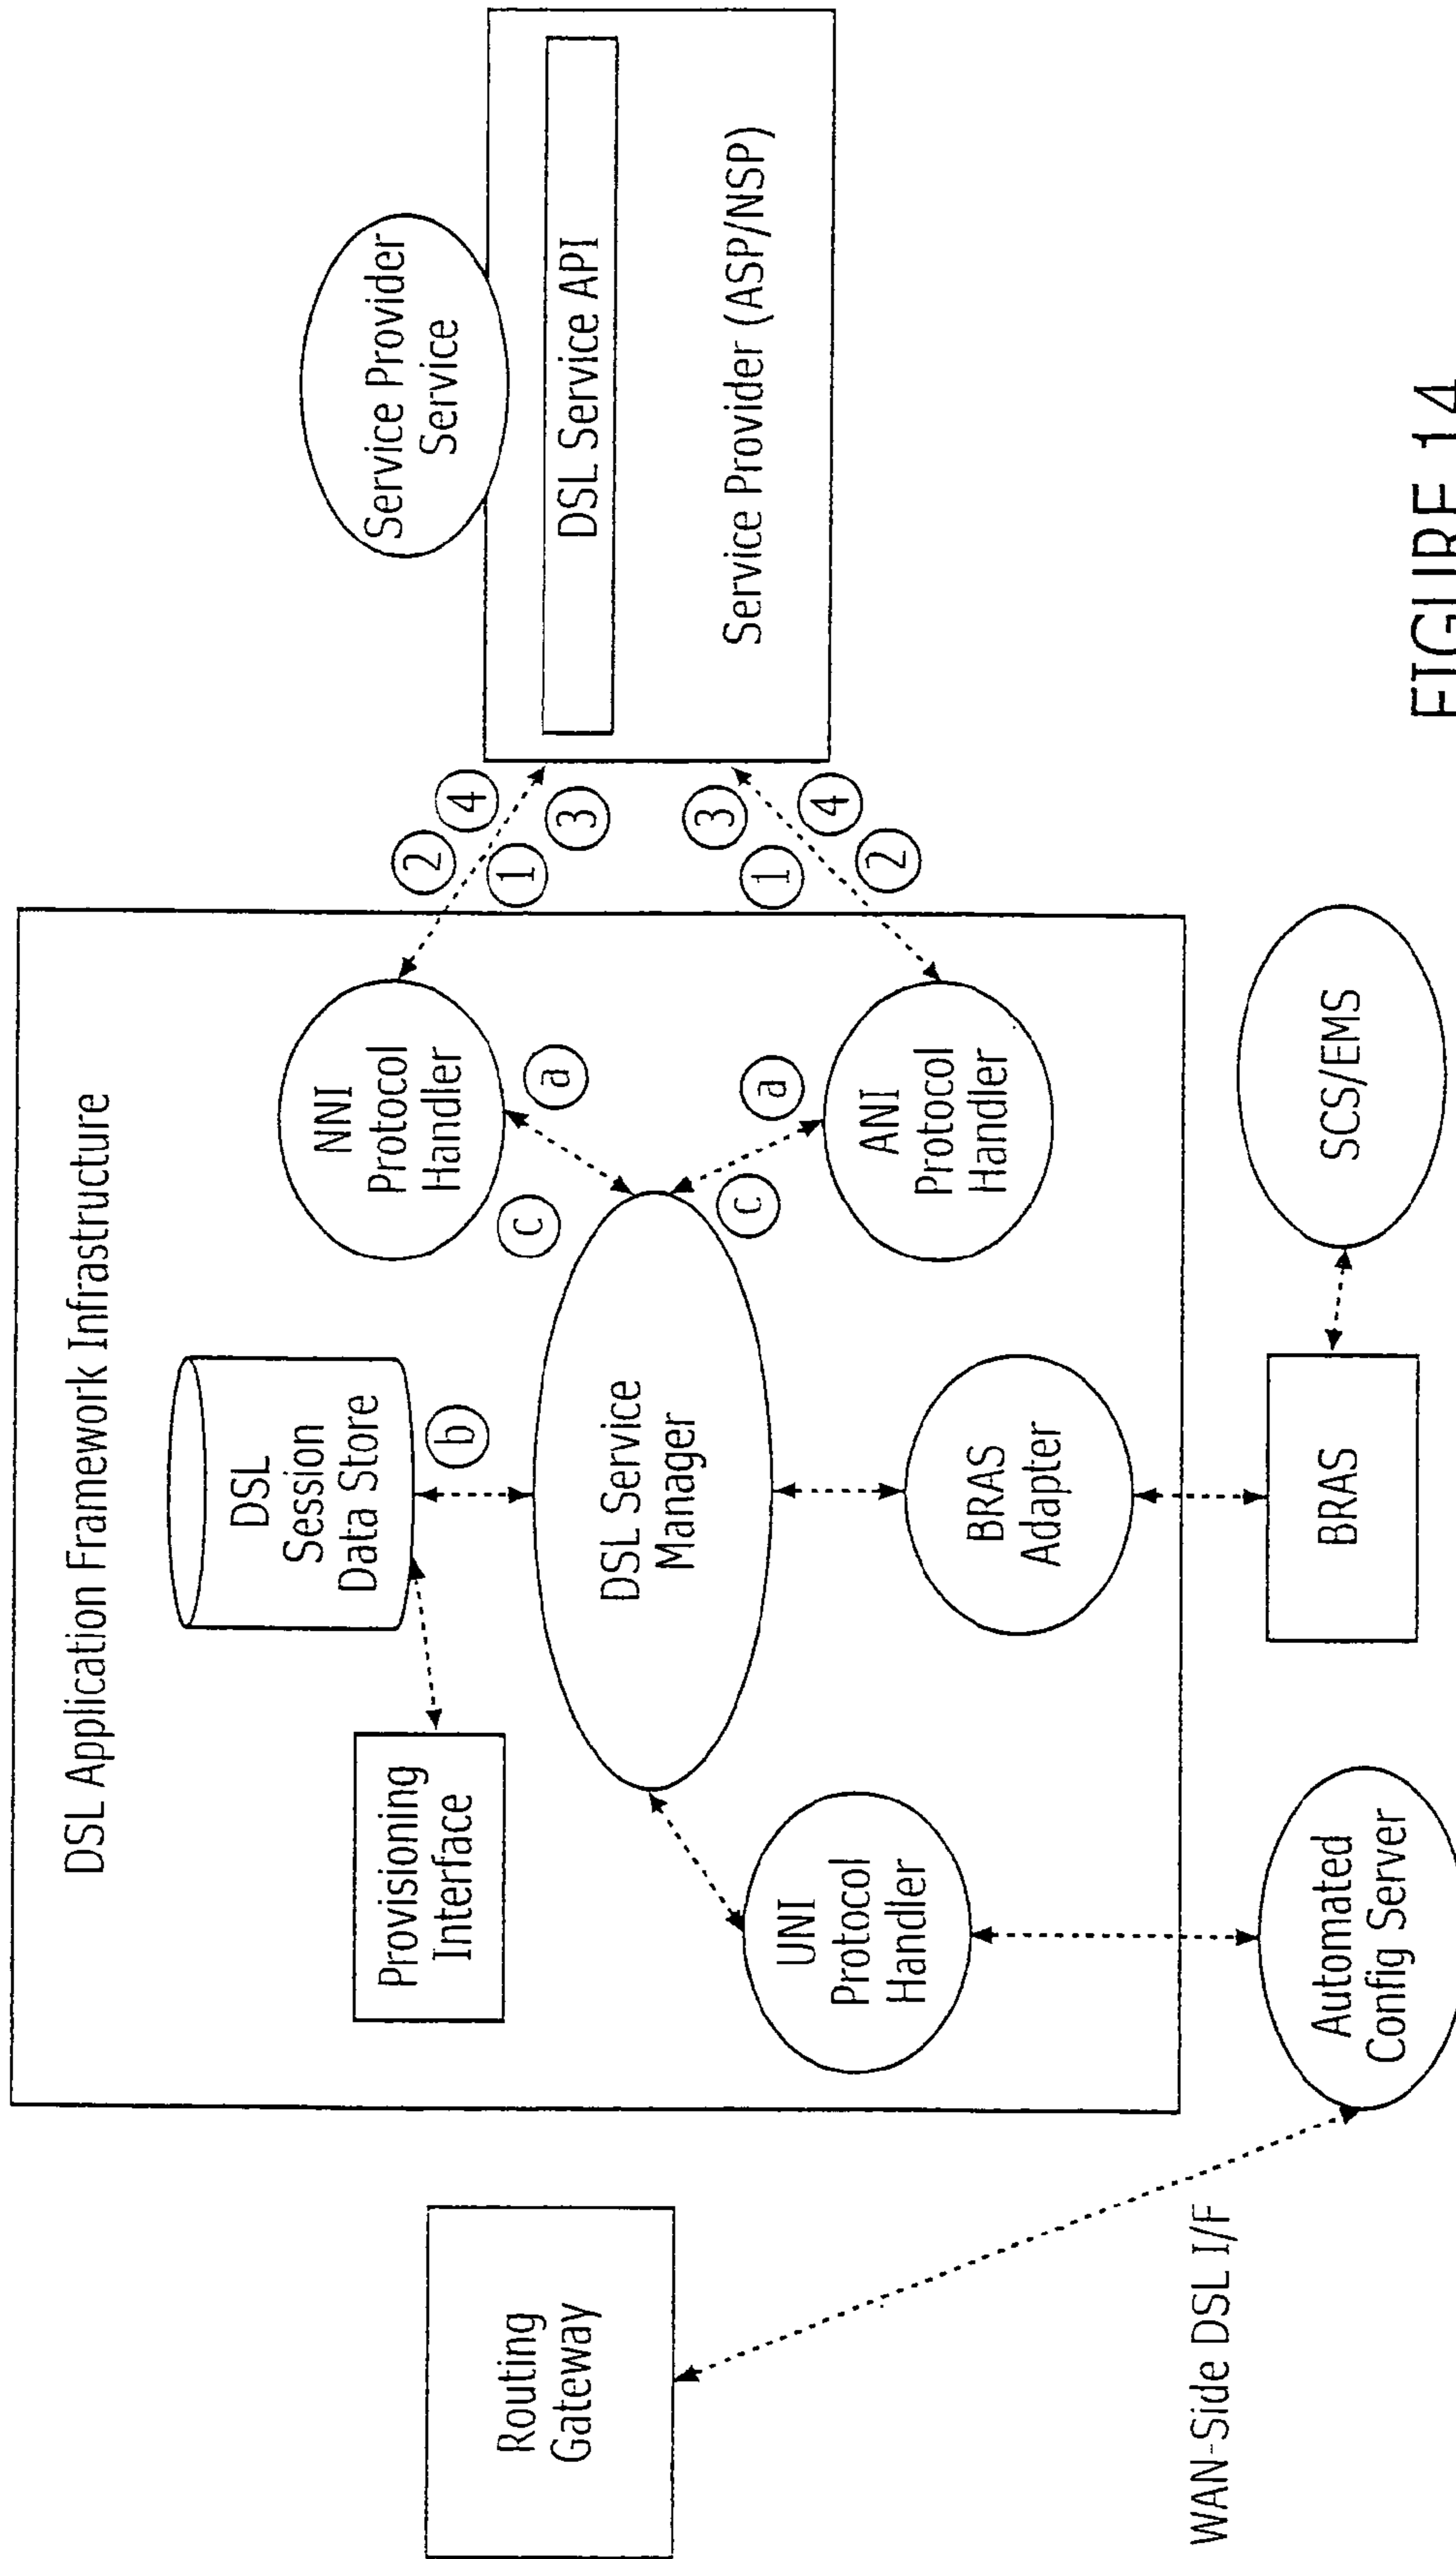 DSL Application Framework Infrastructure
Routing
Gateway
WAN-Side DSL I/F
Provisioning
Interface
DSL
Session
Data Store
b
NNI
Protocol
Handler
a
c
DSL Service
Manager
UNI
Protocol
Handler
BRAS
Adapter
ANI
Protocol
Handler
a
c
Automated
Config Server
BRAS
SCS/EMS
2
4
1
3
3
1
4
2
Service Provider
Service
DSL Service API
Service Provider (ASP/NSP)
FIGURE 14